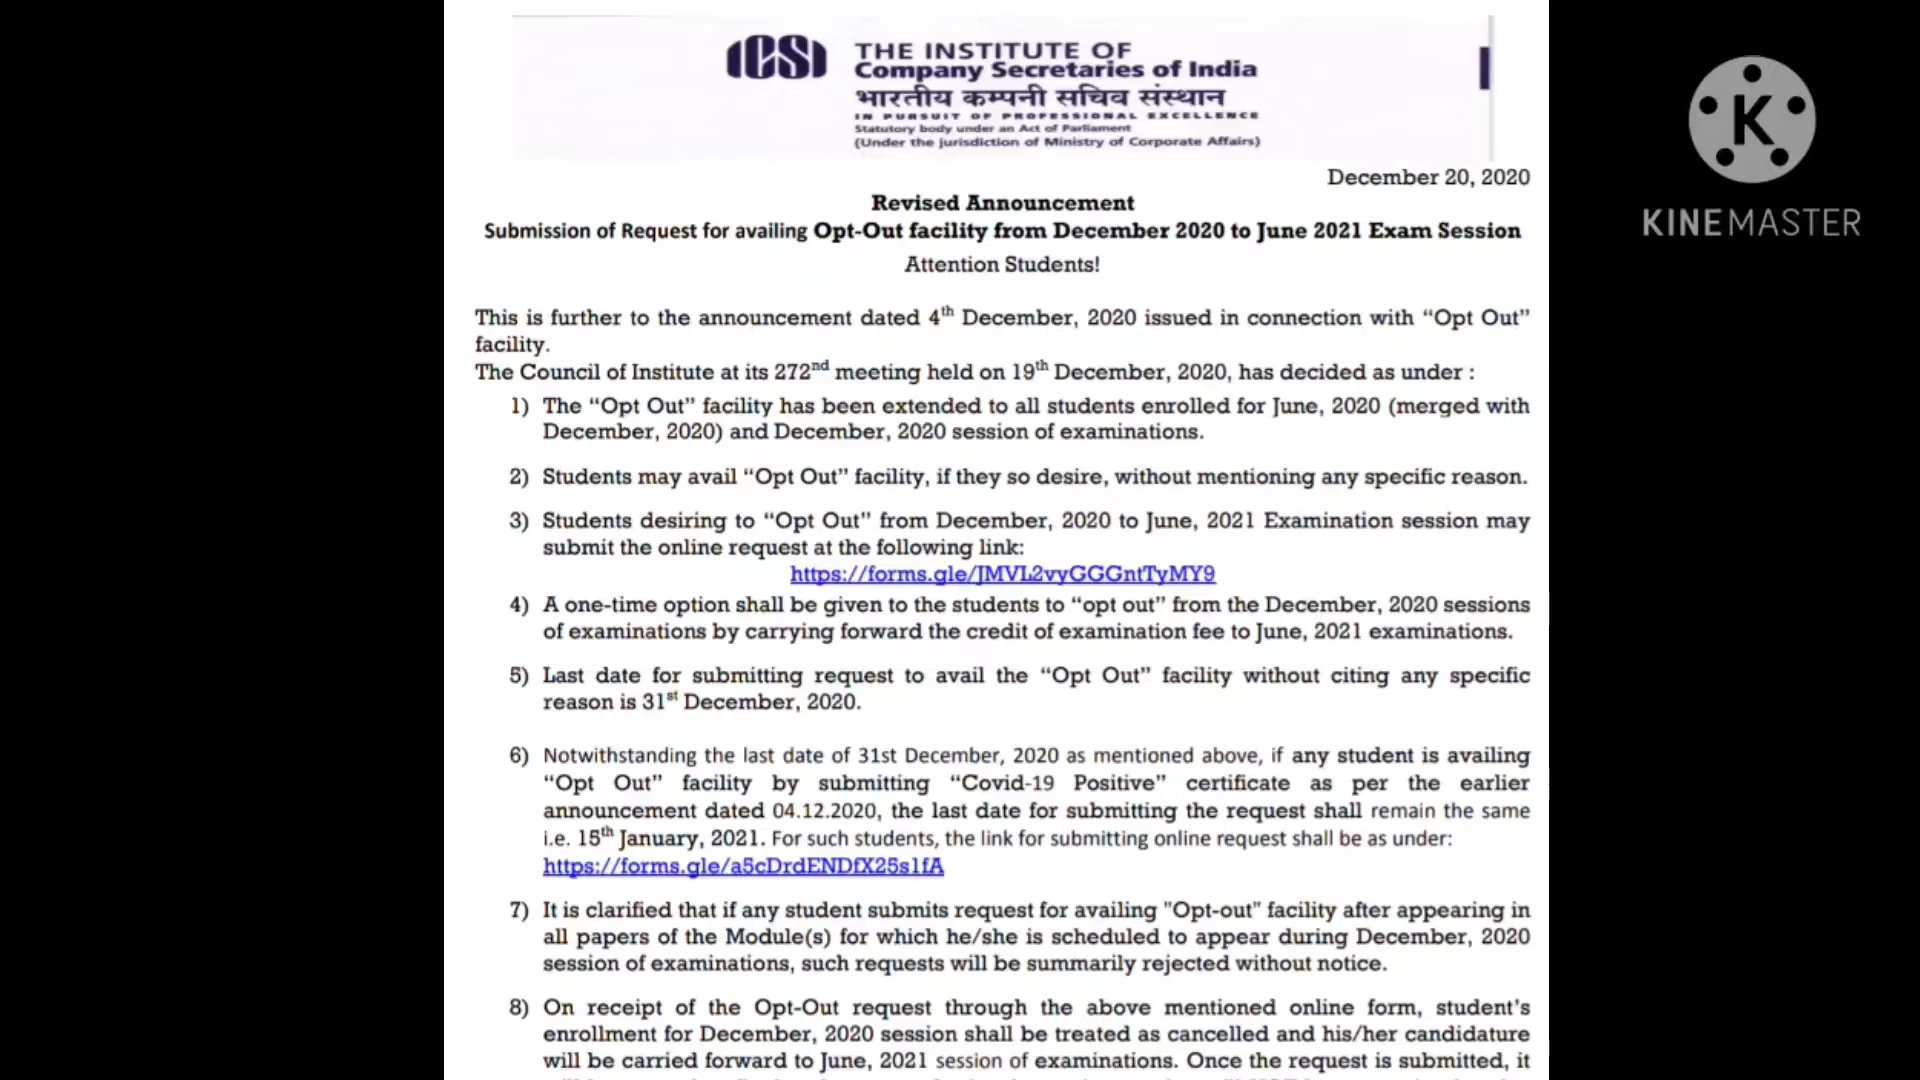 ICSI
THE INSTITUTE OF
Company Secretaries of India
भारतीय कम्पनी सचिव संस्थान
IN PURSUIT OF PROFESSIONAL EXCELLENCE
Statutory body under an Act of Parliament
(Under the jurisdiction of Ministry of Corporate Affairs)
K
KINEMASTER
December 20, 2020
Revised Announcement
Submission of Request for availing Opt-Out facility from December 2020 to June 2021 Exam Session
Attention Students!
This is further to the announcement dated 4th December, 2020 issued in connection with “Opt Out”
facility.
The Council of Institute at its 272nd meeting held on 19th December, 2020, has decided as under :
1) The “Opt Out” facility has been extended to all students enrolled for June, 2020 (merged with
December, 2020) and December, 2020 session of examinations.
2) Students may avail “Opt Out” facility, if they so desire, without mentioning any specific reason.
3) Students desiring to “Opt Out” from December, 2020 to June, 2021 Examination session may
submit the online request at the following link:
https://forms.gle/JMVL2vyGGGntTyMY9
4) A one-time option shall be given to the students to “opt out” from the December, 2020 sessions
of examinations by carrying forward the credit of examination fee to June, 2021 examinations.
5) Last date for submitting request to avail the “Opt Out” facility without citing any specific
reason is 31st December, 2020.
6) Notwithstanding the last date of 31st December, 2020 as mentioned above, if any student is availing
“Opt Out” facility by submitting “Covid-19 Positive” certificate as per the earlier
announcement dated 04.12.2020, the last date for submitting the request shall remain the same
i.e. 15th January, 2021. For such students, the link for submitting online request shall be as under:
https://forms.gle/a5cDrdENDfX25s1fA
7) It is clarified that if any student submits request for availing "Opt-out" facility after appearing in
all papers of the Module(s) for which he/she is scheduled to appear during December, 2020
session of examinations, such requests will be summarily rejected without notice.
8) On receipt of the Opt-Out request through the above mentioned online form, student’s
enrollment for December, 2020 session shall be treated as cancelled and his/her candidature
will be carried forward to June, 2021 session of examinations. Once the request is submitted, it